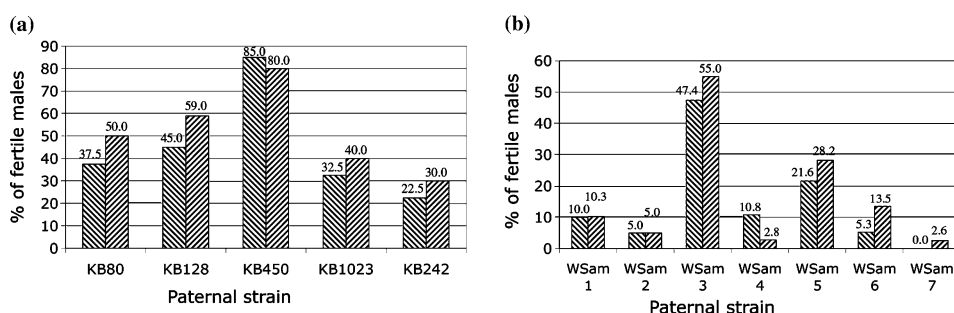 (a)
% of fertile males
90
80
70
60
50
40
30
20
10
0
37.5 50.0 45.0 59.0 85.0 80.0 32.5 40.0 22.5 30.0
KB80 KB128 KB450 KB1023 KB242
Paternal strain
(b)
% of fertile males
60
50
40
30
20
10
0
10.0 10.3 5.0 5.0 47.4 55.0 10.8 2.8 21.6 28.2 5.3 13.5 0.0 2.6
WSam WSam WSam WSam WSam WSam WSam
1 2 3 4 5 6 7
Paternal strain